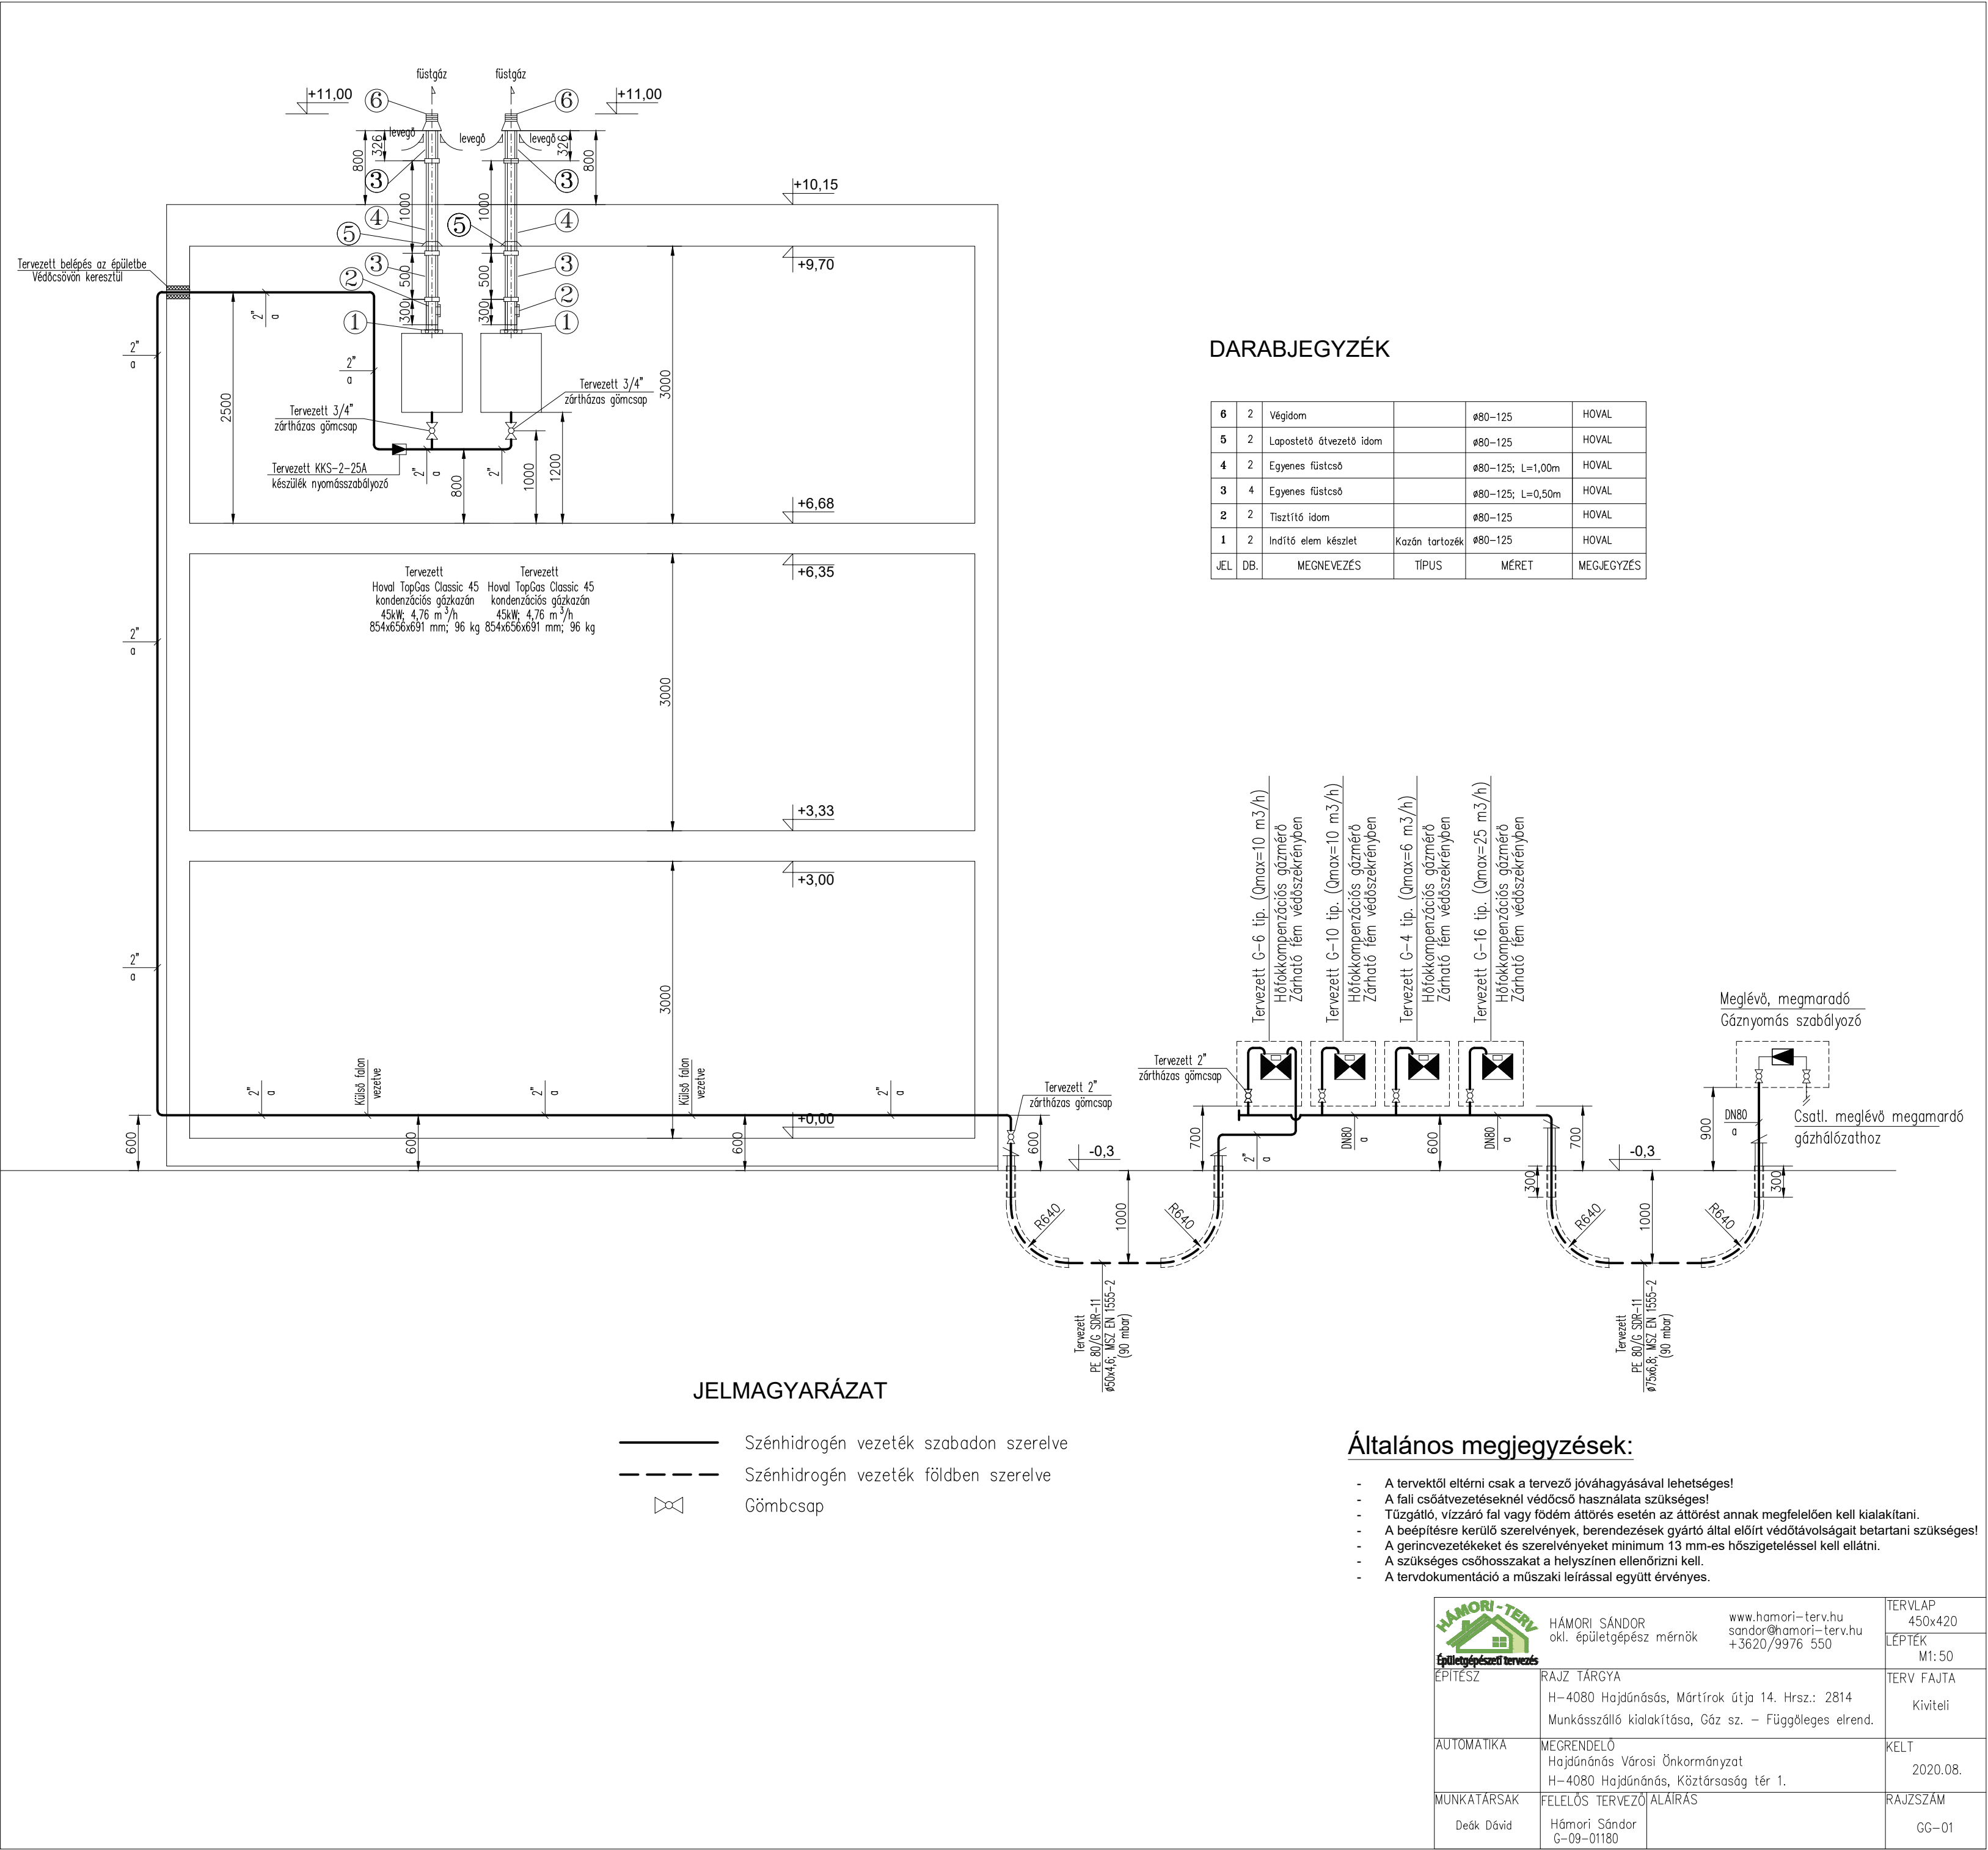 füstgáz
füstgáz
+11,00
6
6
+11,00
levegő
levegő
levegő
326
326
800
800
3
3
1000
1000
4
4
5
5
+10,15
+9,70
Tervezett belépés az épületbe
Védőcsövön keresztül
3
3
500
500
2
2
300
300
1
1
2"
a
2"
a
2"
a
2500
3000
Tervezett 3/4"
zártházas gömcsap
Tervezett 3/4"
zártházas gömcsap
Tervezett KKS-2-25A
készülék nyomásszabályozó
2"
a
2"
800
1000
1200
+6,68
+6,35
Tervezett
Hoval TopGas Classic 45
kondenzációs gázkazán
45kW; 4,76 m³/h
854x656x691 mm; 96 kg
Tervezett
Hoval TopGas Classic 45
kondenzációs gázkazán
45kW; 4,76 m³/h
854x656x691 mm; 96 kg
2"
a
3000
+3,33
+3,00
2"
a
3000
2"
a
Külső falon
vezetve
2"
a
Külső falon
vezetve
2"
a
+0,00
600
600
600
600
DARABJEGYZÉK
6 2 Végidom ø80-125 HOVAL
5 2 Lapostető átvezető idom ø80-125 HOVAL
4 2 Egyenes füstcső ø80-125; L=1,00m HOVAL
3 4 Egyenes füstcső ø80-125; L=0,50m HOVAL
2 2 Tisztító idom ø80-125 HOVAL
1 2 Indító elem készlet Kazán tartozék ø80-125 HOVAL
JEL DB. MEGNEVEZÉS TÍPUS MÉRET MEGJEGYZÉS
Tervezett G-6 tip. (Qmax=10 m3/h)
Hőfokkompenzációs gázmérő
Zárható fém védőszekrényben
Tervezett G-10 tip. (Qmax=10 m3/h)
Hőfokkompenzációs gázmérő
Zárható fém védőszekrényben
Tervezett G-4 tip. (Qmax=6 m3/h)
Hőfokkompenzációs gázmérő
Zárható fém védőszekrényben
Tervezett G-16 tip. (Qmax=25 m3/h)
Hőfokkompenzációs gázmérő
Zárható fém védőszekrényben
Meglévő, megmaradó
Gáznyomás szabályozó
Tervezett 2"
zártházas gömcsap
Tervezett 2"
zártházas gömcsap
Csatl. meglévő megamardó
gázhálózathoz
DN80
a
900
700
2"
a
DN80
a
600
DN80
a
700
-0,3
-0,3
300
300
R640
1000
R640
R640
1000
R640
Tervezett
PE 80/G SDR-11
ø50x4,6; MSZ EN 1555-2
(90 mbar)
Tervezett
PE 80/G SDR-11
ø75x6,8; MSZ EN 1555-2
(90 mbar)
JELMAGYARÁZAT
Szénhidrogén vezeték szabadon szerelve
Szénhidrogén vezeték földben szerelve
Gömbcsap
Általános megjegyzések:
- A tervektől eltérni csak a tervező jóváhagyásával lehetséges!
- A fali csőátvezetéseknél védőcső használata szükséges!
- Tűzgátló, vízzáró fal vagy födém áttörés esetén az áttörést annak megfelelően kell kialakítani.
- A beépítésre kerülő szerelvények, berendezések gyártó által előírt védőtávolságait betartani szükséges!
- A gerincvezetékeket és szerelvényeket minimum 13 mm-es hőszigeteléssel kell ellátni.
- A szükséges csőhosszakat a helyszínen ellenőrizni kell.
- A tervdokumentáció a műszaki leírással együtt érvényes.
HÁMORI-TERV
Épületgépészeti tervezés
HÁMORI SÁNDOR
okl. épületgépész mérnök
www.hamori-terv.hu
sandor@hamori-terv.hu
+3620/9976 550
TERVLAP
450x420
LÉPTÉK
M1:50
ÉPÍTÉSZ
RAJZ TÁRGYA
H-4080 Hajdúnásás, Mártírok útja 14. Hrsz.: 2814
Munkásszálló kialakítása, Gáz sz. - Függőleges elrend.
TERV FAJTA
Kiviteli
AUTOMATIKA
MEGRENDELŐ
Hajdúnánás Városi Önkormányzat
H-4080 Hajdúnánás, Köztársaság tér 1.
KELT
2020.08.
MUNKATÁRSAK
Deák Dávid
FELELŐS TERVEZŐ
Hámori Sándor
G-09-01180
ALÁÍRÁS
RAJZSZÁM
GG-01